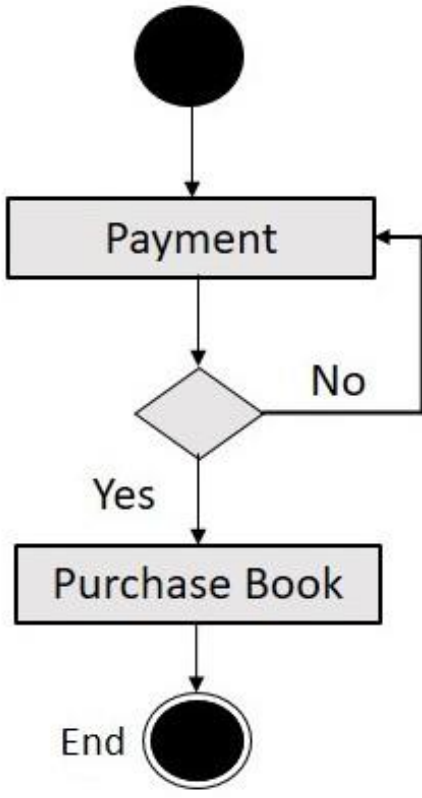 Payment
No
Yes
Purchase Book
End